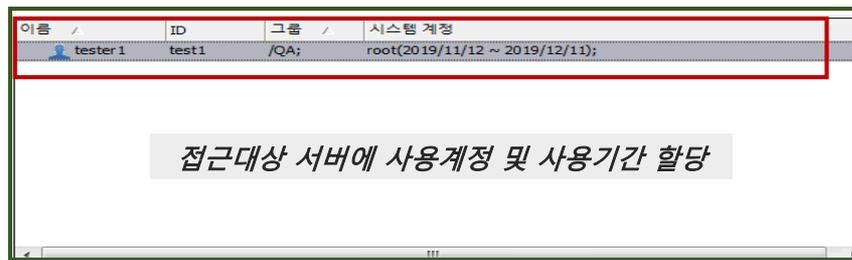 이름 ID 그룹 시스템 계정
tester1 test1 /QA; root(2019/11/12 ~ 2019/12/11);
접근대상 서버에 사용계정 및 사용기간 할당